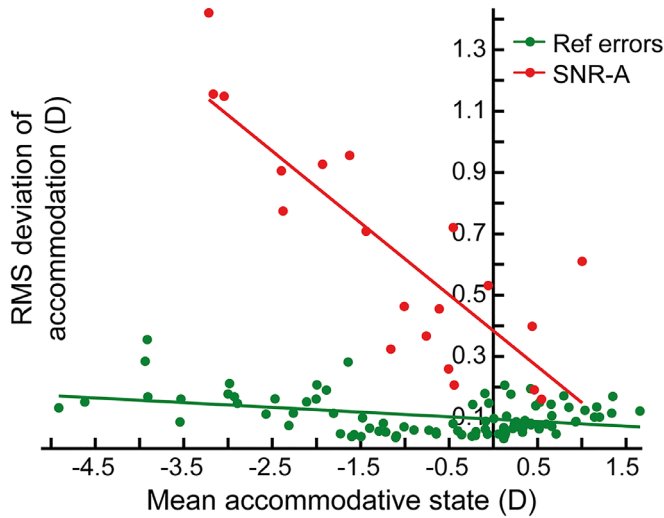 RMS deviation of
accommodation (D)
1.3
1.1
0.9
0.7
0.5
0.3
0.1
Ref errors
SNR-A
-4.5 -3.5 -2.5 -1.5 -0.5 0.5 1.5
Mean accommodative state (D)